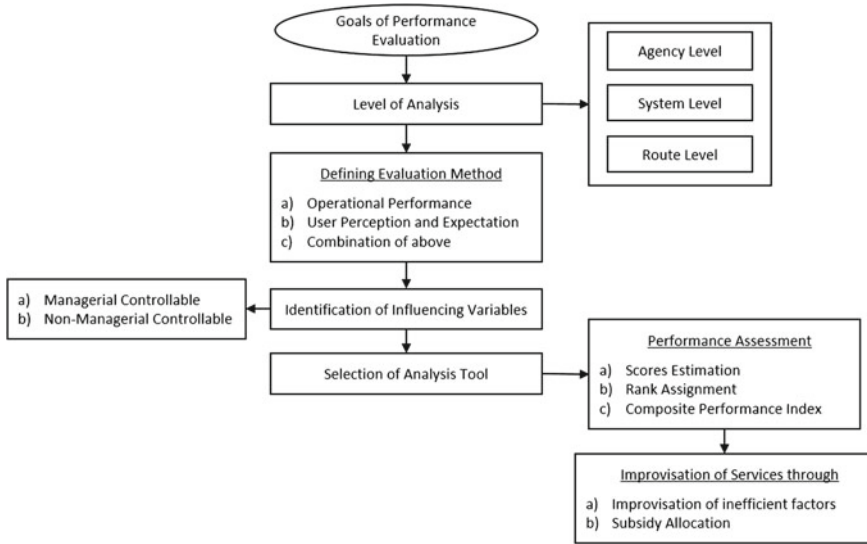 Goals of Performance
Evaluation
Level of Analysis
Agency Level
System Level
Route Level
Defining Evaluation Method
a) Operational Performance
b) User Perception and Expectation
c) Combination of above
Identification of Influencing Variables
a) Managerial Controllable
b) Non-Managerial Controllable
Selection of Analysis Tool
Performance Assessment
a) Scores Estimation
b) Rank Assignment
c) Composite Performance Index
Improvisation of Services through
a) Improvisation of inefficient factors
b) Subsidy Allocation